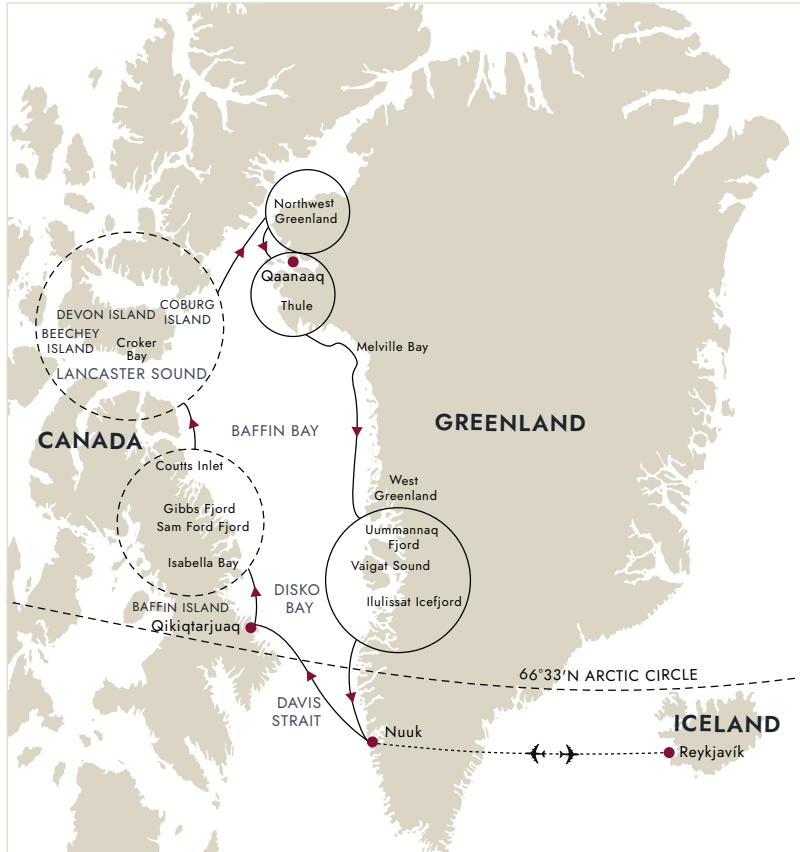 Northwest
Greenland
Qaanaaq
Thule
COBURG
ISLAND
DEVON ISLAND
BEECHEY
ISLAND
Croker
Bay
LANCASTER SOUND
Melville Bay
CANADA
BAFFIN BAY
GREENLAND
Coutts Inlet
West
Greenland
Gibbs Fjord
Sam Ford Fjord
Uummannaq
Fjord
Isabella Bay
Vaigat Sound
DISKO
BAY
Ilulissat Icefjord
BAFFIN ISLAND
Qikiqtarjuaq
66°33'N ARCTIC CIRCLE
DAVIS
STRAIT
Nuuk
ICELAND
Reykjavík